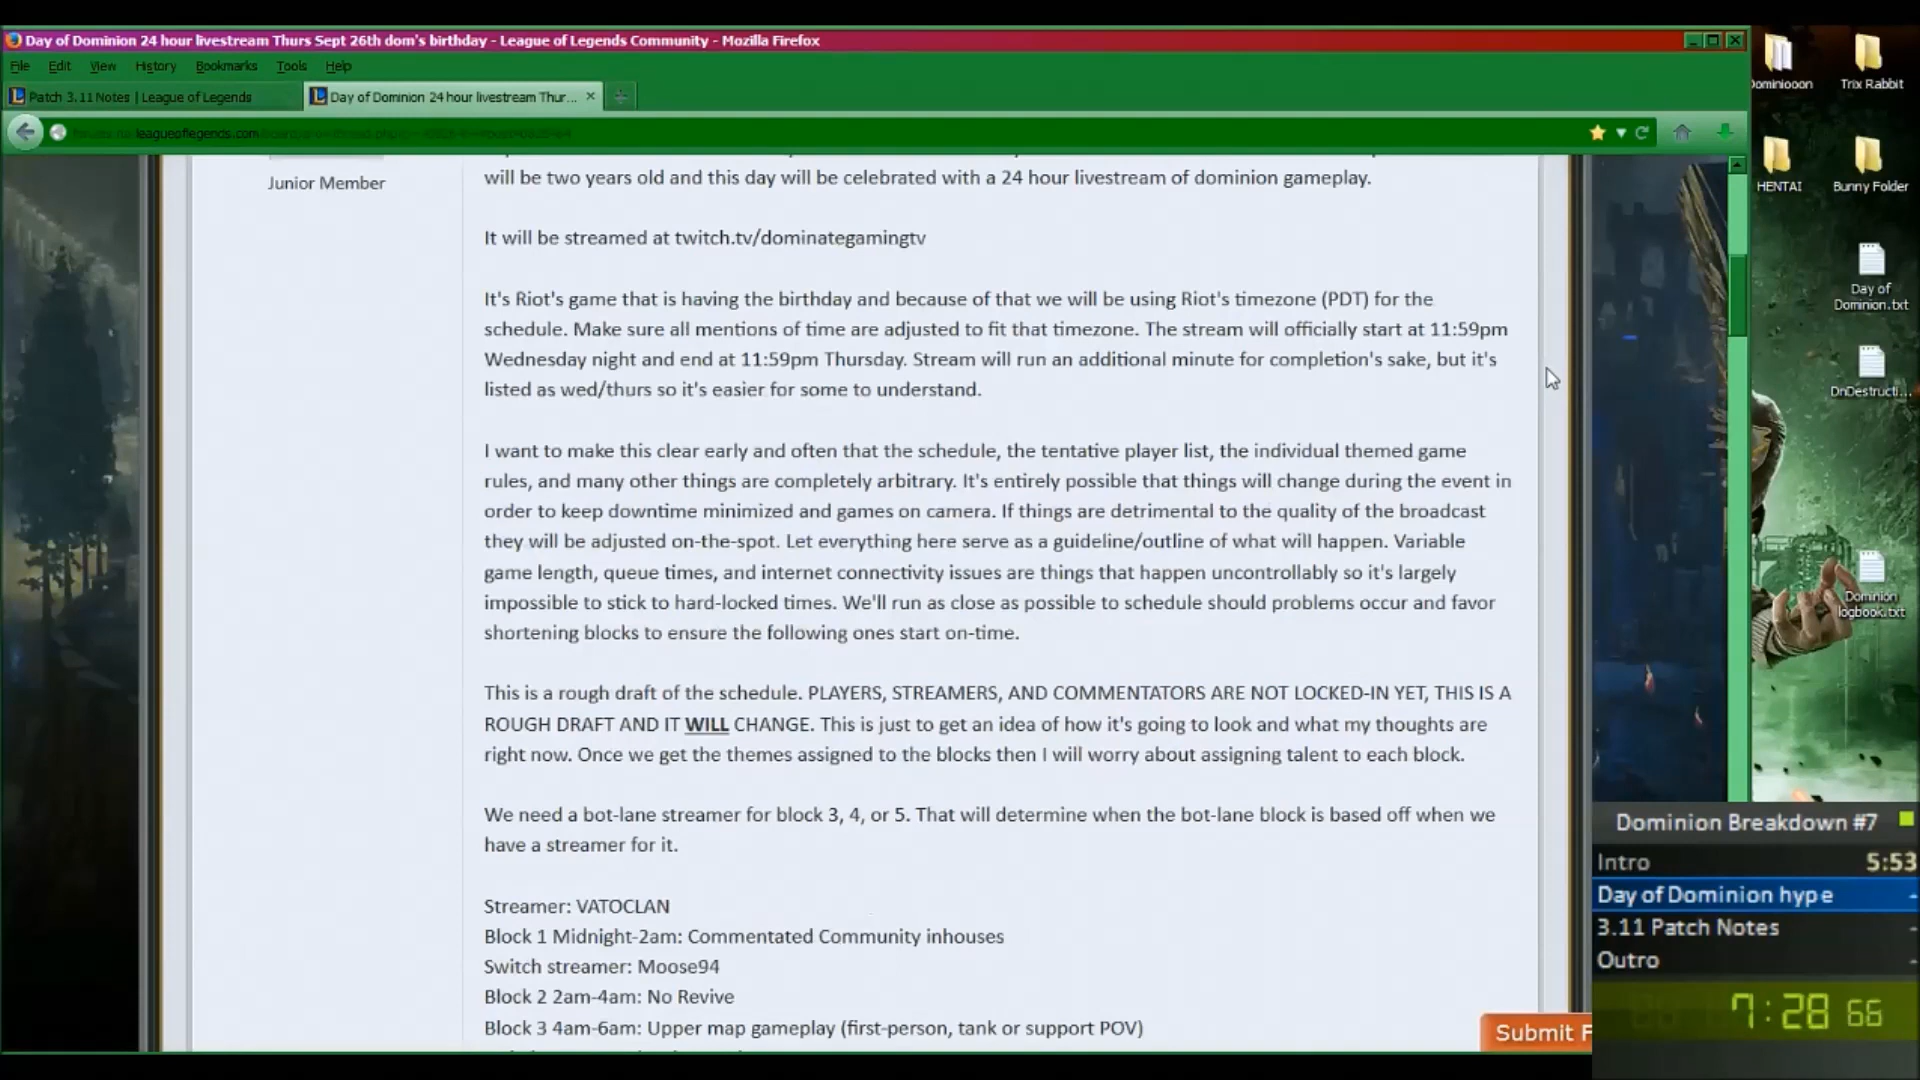 Day of Dominion 24 hour livestream Thurs Sept 26th dom's birthday - League of Legends Community - Mozilla Firefox
File Edit View History Bookmarks Tools Help
Patch 3.11 Notes | League of Legends
Day of Dominion 24 hour livestream Thur...
leagueoflegends.com
Junior Member
will be two years old and this day will be celebrated with a 24 hour livestream of dominion gameplay.
It will be streamed at twitch.tv/dominategamingtv
It's Riot's game that is having the birthday and because of that we will be using Riot's timezone (PDT) for the
schedule. Make sure all mentions of time are adjusted to fit that timezone. The stream will officially start at 11:59pm
Wednesday night and end at 11:59pm Thursday. Stream will run an additional minute for completion's sake, but it's
listed as wed/thurs so it's easier for some to understand.
I want to make this clear early and often that the schedule, the tentative player list, the individual themed game
rules, and many other things are completely arbitrary. It's entirely possible that things will change during the event in
order to keep downtime minimized and games on camera. If things are detrimental to the quality of the broadcast
they will be adjusted on-the-spot. Let everything here serve as a guideline/outline of what will happen. Variable
game length, queue times, and internet connectivity issues are things that happen uncontrollably so it's largely
impossible to stick to hard-locked times. We'll run as close as possible to schedule should problems occur and favor
shortening blocks to ensure the following ones start on-time.
This is a rough draft of the schedule. PLAYERS, STREAMERS, AND COMMENTATORS ARE NOT LOCKED-IN YET, THIS IS A
ROUGH DRAFT AND IT WILL CHANGE. This is just to get an idea of how it's going to look and what my thoughts are
right now. Once we get the themes assigned to the blocks then I will worry about assigning talent to each block.
We need a bot-lane streamer for block 3, 4, or 5. That will determine when the bot-lane block is based off when we
have a streamer for it.
Streamer: VATOCLAN
Block 1 Midnight-2am: Commentated Community inhouses
Switch streamer: Moose94
Block 2 2am-4am: No Revive
Block 3 4am-6am: Upper map gameplay (first-person, tank or support POV)
Submit F
Dominiooon
Trix Rabbit
HENTAI
Bunny Folder
Day of
Dominion.txt
DnDestructi...
Dominion
logbook.txt
Dominion Breakdown #7
Intro 5:53
Day of Dominion hype -
3.11 Patch Notes -
Outro -
7:28 66